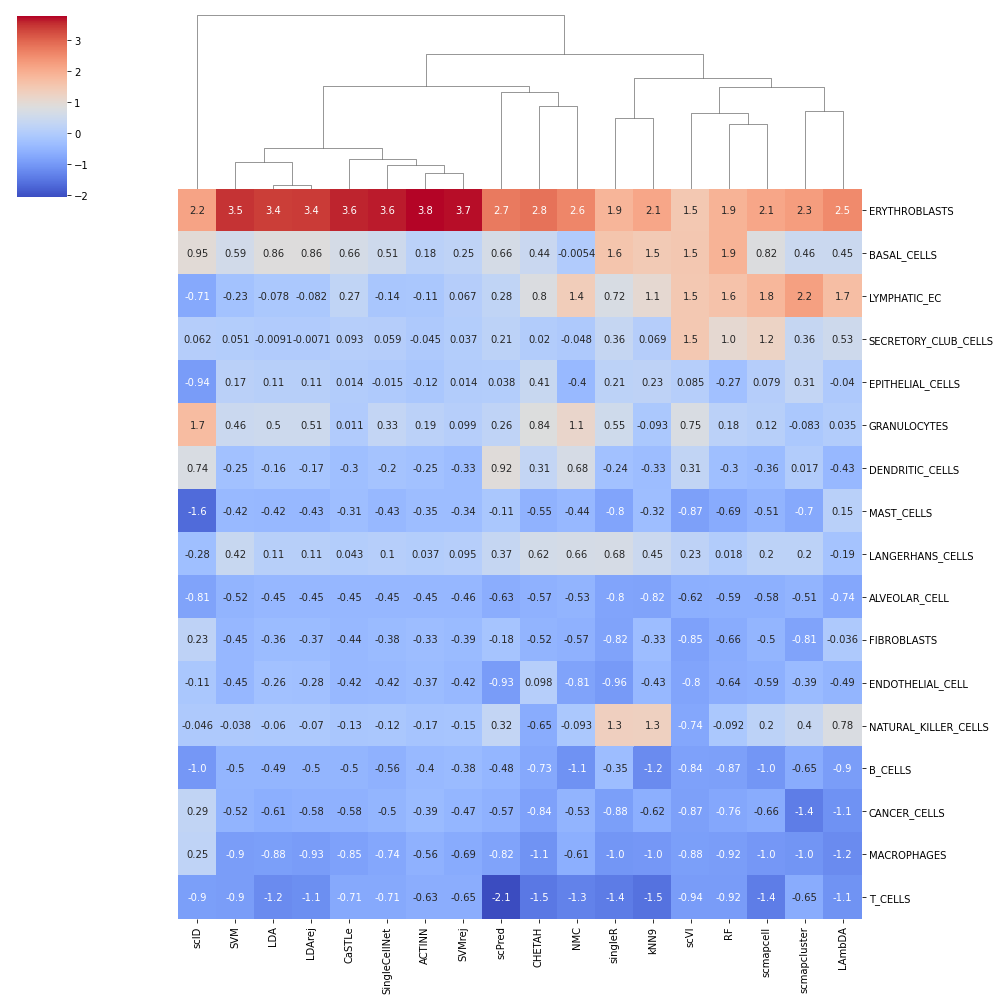 3
2
1
0
−1
−2
2.2 3.5 3.4 3.4 3.6 3.6 3.8 3.7 2.7 2.8 2.6 1.9 2.1 1.5 1.9 2.1 2.3 2.5 ERYTHROBLASTS
0.95 0.59 0.86 0.86 0.66 0.51 0.18 0.25 0.66 0.44 -0.0054 1.6 1.5 1.5 1.9 0.82 0.46 0.45 BASAL_CELLS
-0.71 -0.23 -0.078 -0.082 0.27 -0.14 -0.11 0.067 0.28 0.8 1.4 0.72 1.1 1.5 1.6 1.8 2.2 1.7 LYMPHATIC_EC
0.062 0.051 -0.0091 -0.0071 0.093 0.059 -0.045 0.037 0.21 0.02 -0.048 0.36 0.069 1.5 1.0 1.2 0.36 0.53 SECRETORY_CLUB_CELLS
-0.94 0.17 0.11 0.11 0.014 -0.015 -0.12 0.014 0.038 0.41 -0.4 0.21 0.23 0.085 -0.27 0.079 0.31 -0.04 EPITHELIAL_CELLS
1.7 0.46 0.5 0.51 0.011 0.33 0.19 0.099 0.26 0.84 1.1 0.55 -0.093 0.75 0.18 0.12 -0.083 0.035 GRANULOCYTES
0.74 -0.25 -0.16 -0.17 -0.3 -0.2 -0.25 -0.33 0.92 0.31 0.68 -0.24 -0.33 0.31 -0.3 -0.36 0.017 -0.43 DENDRITIC_CELLS
-1.6 -0.42 -0.42 -0.43 -0.31 -0.43 -0.35 -0.34 -0.11 -0.55 -0.44 -0.8 -0.32 -0.87 -0.69 -0.51 -0.7 0.15 MAST_CELLS
-0.28 0.42 0.11 0.11 0.043 0.1 0.037 0.095 0.37 0.62 0.66 0.68 0.45 0.23 0.018 0.2 0.2 -0.19 LANGERHANS_CELLS
-0.81 -0.52 -0.45 -0.45 -0.45 -0.45 -0.45 -0.46 -0.63 -0.57 -0.53 -0.8 -0.82 -0.62 -0.59 -0.58 -0.51 -0.74 ALVEOLAR_CELL
0.23 -0.45 -0.36 -0.37 -0.44 -0.38 -0.33 -0.39 -0.18 -0.52 -0.57 -0.82 -0.33 -0.85 -0.66 -0.5 -0.81 -0.036 FIBROBLASTS
-0.11 -0.45 -0.26 -0.28 -0.42 -0.42 -0.37 -0.42 -0.93 0.098 -0.81 -0.96 -0.43 -0.8 -0.64 -0.59 -0.39 -0.49 ENDOTHELIAL_CELL
-0.046 -0.038 -0.06 -0.07 -0.13 -0.12 -0.17 -0.15 0.32 -0.65 -0.093 1.3 1.3 -0.74 -0.092 0.2 0.4 0.78 NATURAL_KILLER_CELLS
-1.0 -0.5 -0.49 -0.5 -0.5 -0.56 -0.4 -0.38 -0.48 -0.73 -1.1 -0.35 -1.2 -0.84 -0.87 -1.0 -0.65 -0.9 B_CELLS
0.29 -0.52 -0.61 -0.58 -0.58 -0.5 -0.39 -0.47 -0.57 -0.84 -0.53 -0.88 -0.62 -0.87 -0.76 -0.66 -1.4 -1.1 CANCER_CELLS
0.25 -0.9 -0.88 -0.93 -0.85 -0.74 -0.56 -0.69 -0.82 -1.1 -0.61 -1.0 -1.0 -0.88 -0.92 -1.0 -1.0 -1.2 MACROPHAGES
-0.9 -0.9 -1.2 -1.1 -0.71 -0.71 -0.63 -0.65 -2.1 -1.5 -1.3 -1.4 -1.5 -0.94 -0.92 -1.4 -0.65 -1.1 T_CELLS
scID SVM LDA LDArej CaSTLe SingleCellNet ACTINN SVMrej scPred CHETAH NMC singleR kNN9 scVI RF scmapcell scmapcluster LAmbDA